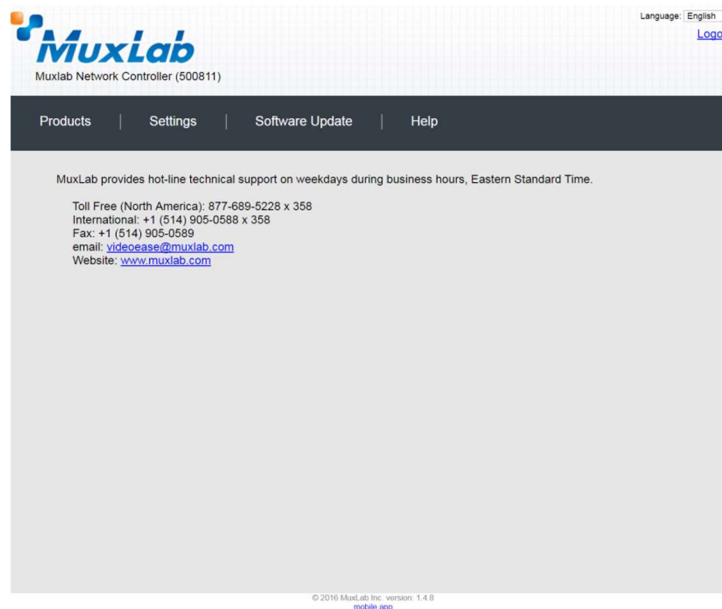 Language: English
Logo
MuxLab
Muxlab Network Controller (500811)
Products | Settings | Software Update | Help
MuxLab provides hot-line technical support on weekdays during business hours, Eastern Standard Time.
Toll Free (North America): 877-689-5228 x 358
International: +1 (514) 905-0588 x 358
Fax: +1 (514) 905-0589
email: videoease@muxlab.com
Website: www.muxlab.com
© 2016 MuxLab Inc. version: 1.4.8
mobile app